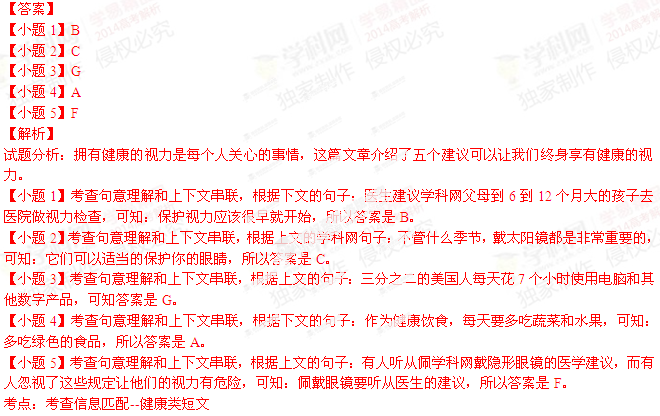 【答案】
【小题1】B
【小题2】C
【小题3】G
【小题4】A
【小题5】F
【解析】
试题分析：拥有健康的视力是每个人关心的事情，这篇文章介绍了五个建议可以让我们终身享有健康的视
力。
【小题1】考查句意理解和上下文串联，根据下文的句子：医生建议学科网父母到6到12个月大的孩子去
医院做视力检查，可知：保护视力应该很早就开始，所以答案是B。
【小题2】考查句意理解和上下文串联，根据上文的学科网句子：不管什么季节，戴太阳镜都是非常重要的，
可知：它们可以适当的保护你的眼睛，所以答案是C。
【小题3】考查句意理解和上下文串联，根据上文的句子：三分之二的美国人每天花7个小时使用电脑和其
他数字产品，可知答案是G。
【小题4】考查句意理解和上下文串联，根据下文的句子：作为健康饮食，每天要多吃蔬菜和水果，可知：
多吃绿色的食品，所以答案是A。
【小题5】考查句意理解和上下文串联，根据上文的句子：有人听从佩学科网戴隐形眼镜的医学建议，而有
人忽视了这些规定让他们的视力有危险，可知：佩戴眼镜要听从医生的建议，所以答案是F。
考点：考查信息匹配--健康类短文